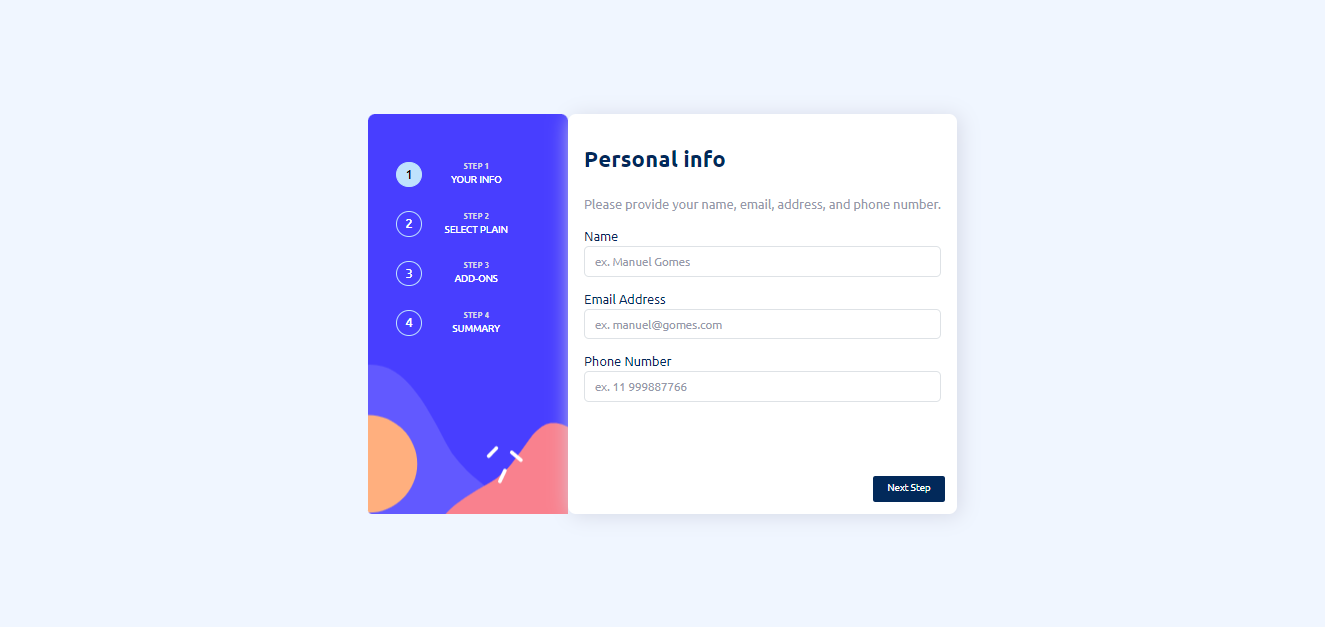 1
STEP 1
YOUR INFO
2
STEP 2
SELECT PLAIN
3
STEP 3
ADD-ONS
4
STEP 4
SUMMARY
Personal info
Please provide your name, email, address, and phone number.
Name
ex. Manuel Gomes
Email Address
ex. manuel@gomes.com
Phone Number
ex. 11 999887766
Next Step